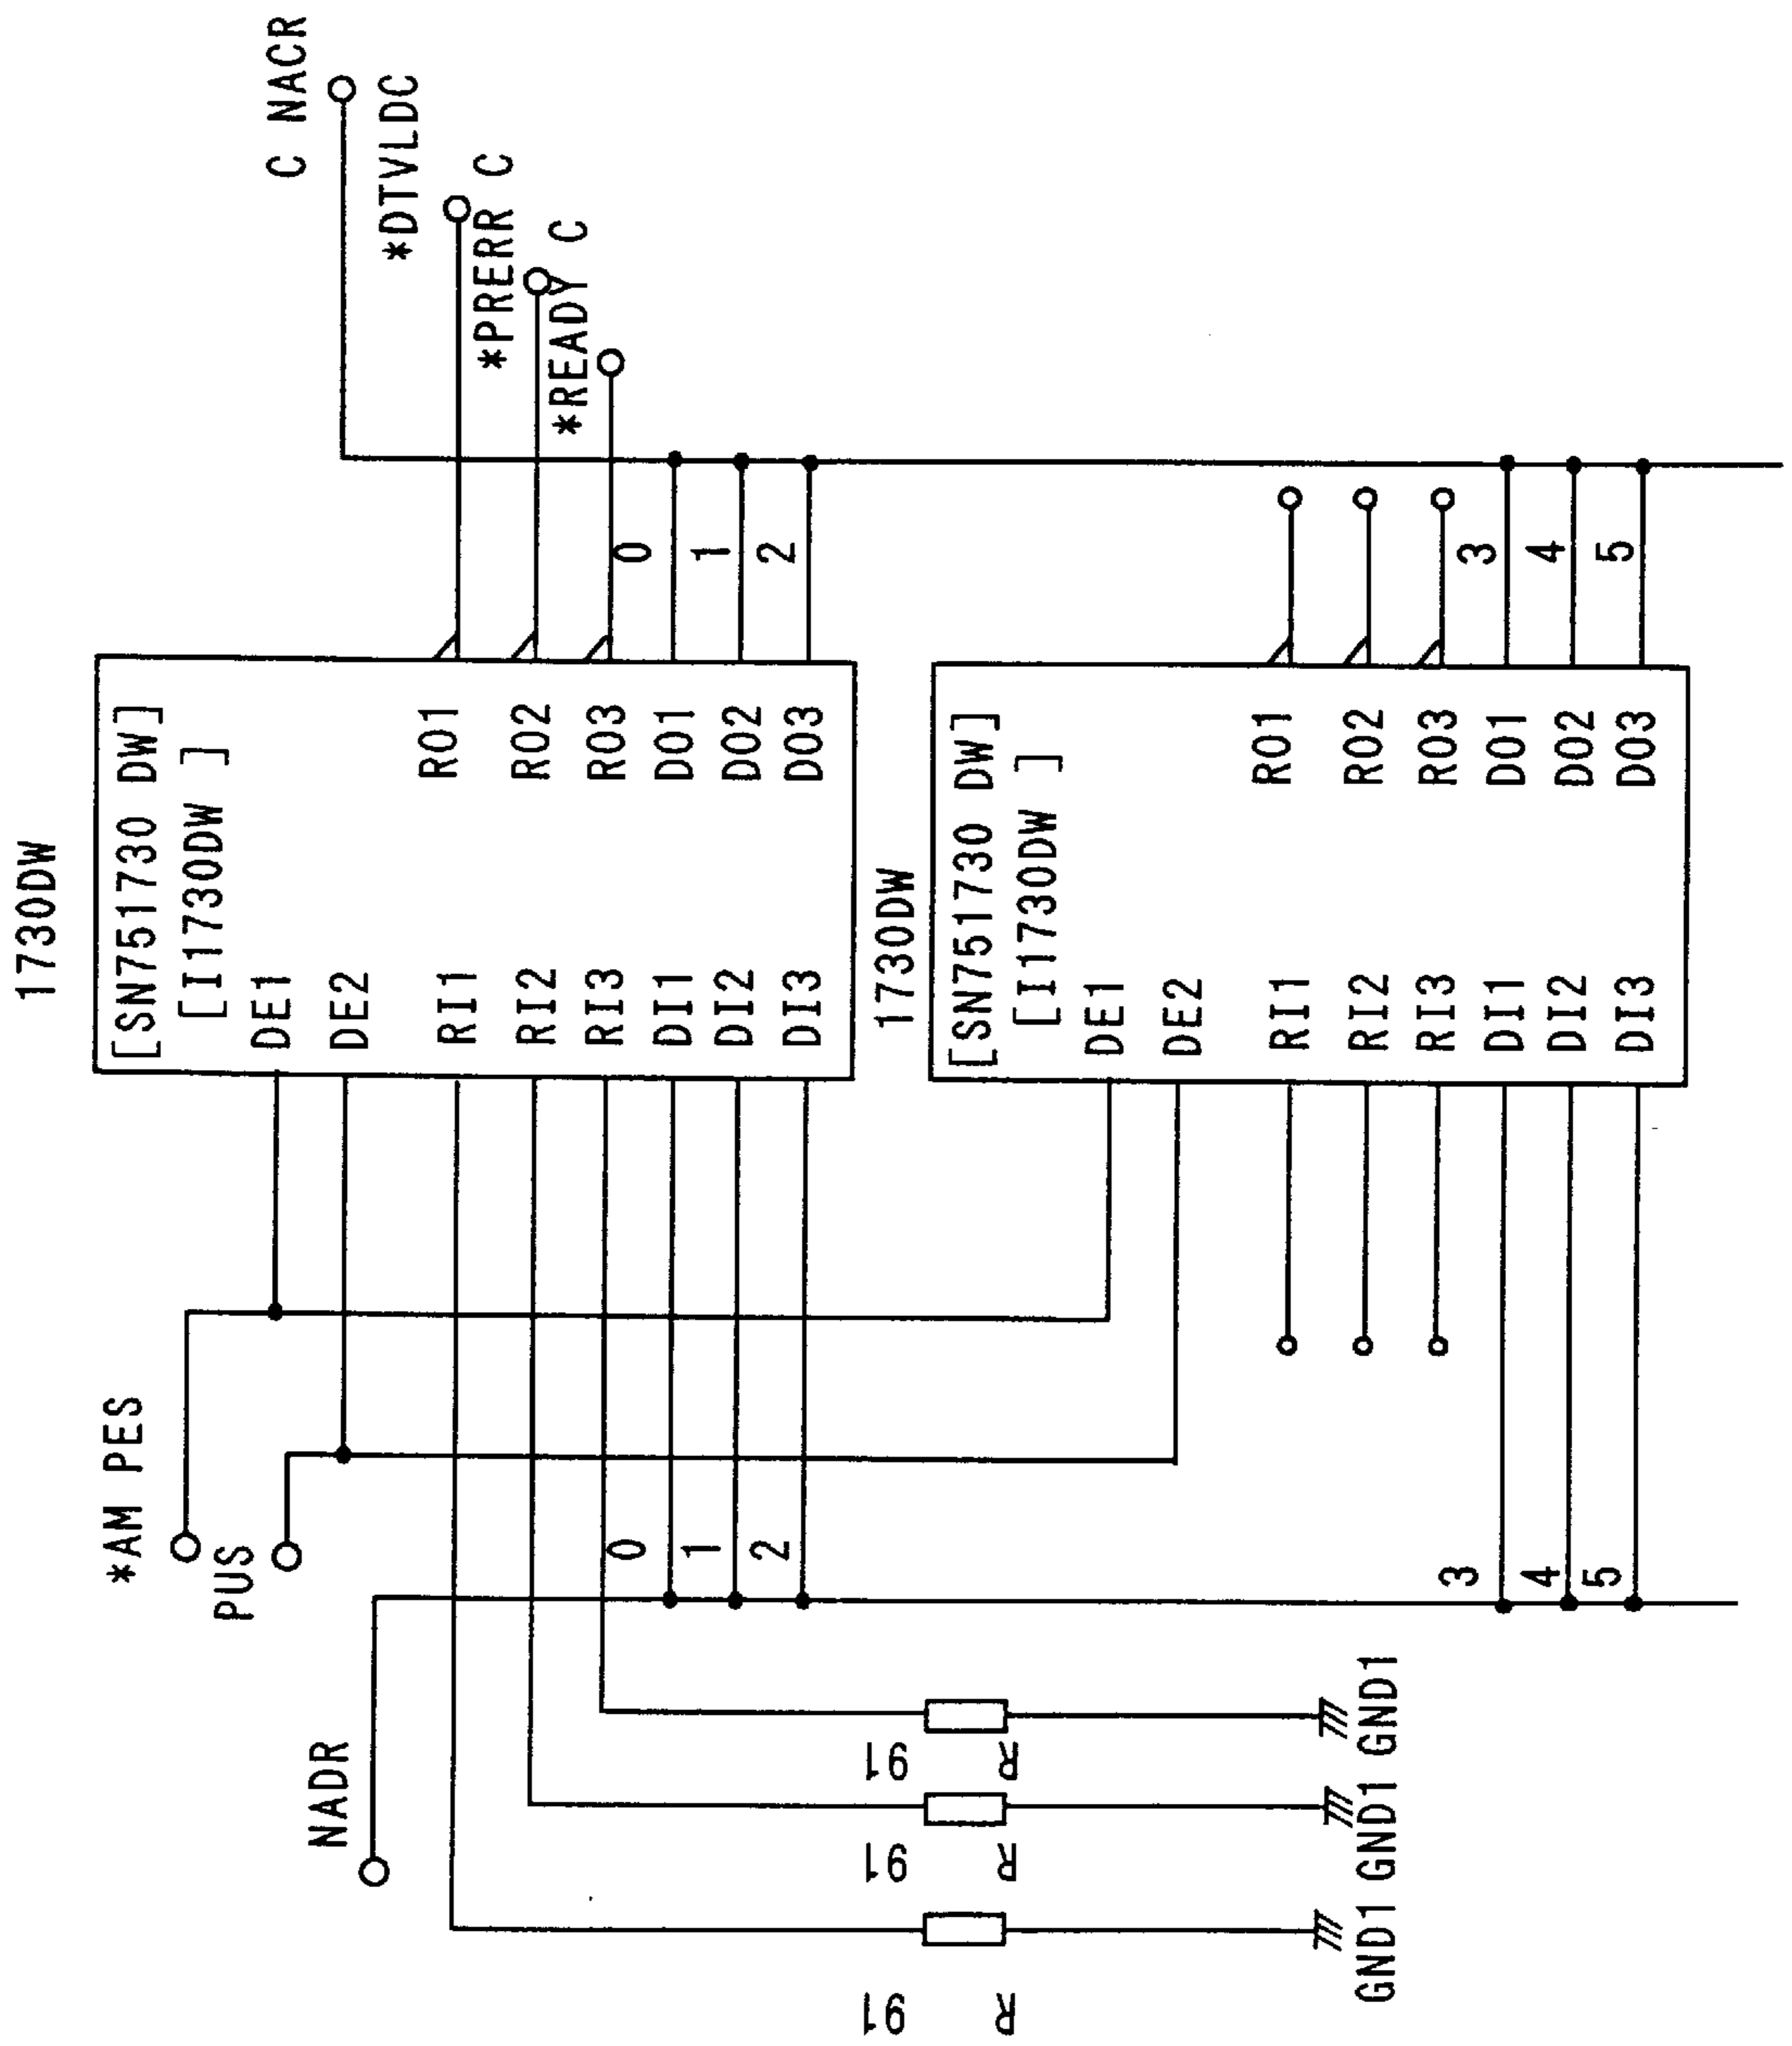 1730DW
[SN751730 DW]
[I1730DW ]
DE1
DE2
RI1
RI2
RI3
DI1
DI2
DI3
RO1
RO2
RO3
DO1
DO2
DO3
C NACR
*DTVLDC
*PRERR C
*READY C
0
1
2
*AM PES
PUS
NADR
0
1
2
1730DW
[SN751730 DW]
[I1730DW ]
DE1
DE2
RI1
RI2
RI3
DI1
DI2
DI3
RO1
RO2
RO3
DO1
DO2
DO3
3
4
5
3
4
5
91 R
91 R
91 R
GND1 GND1 GND1